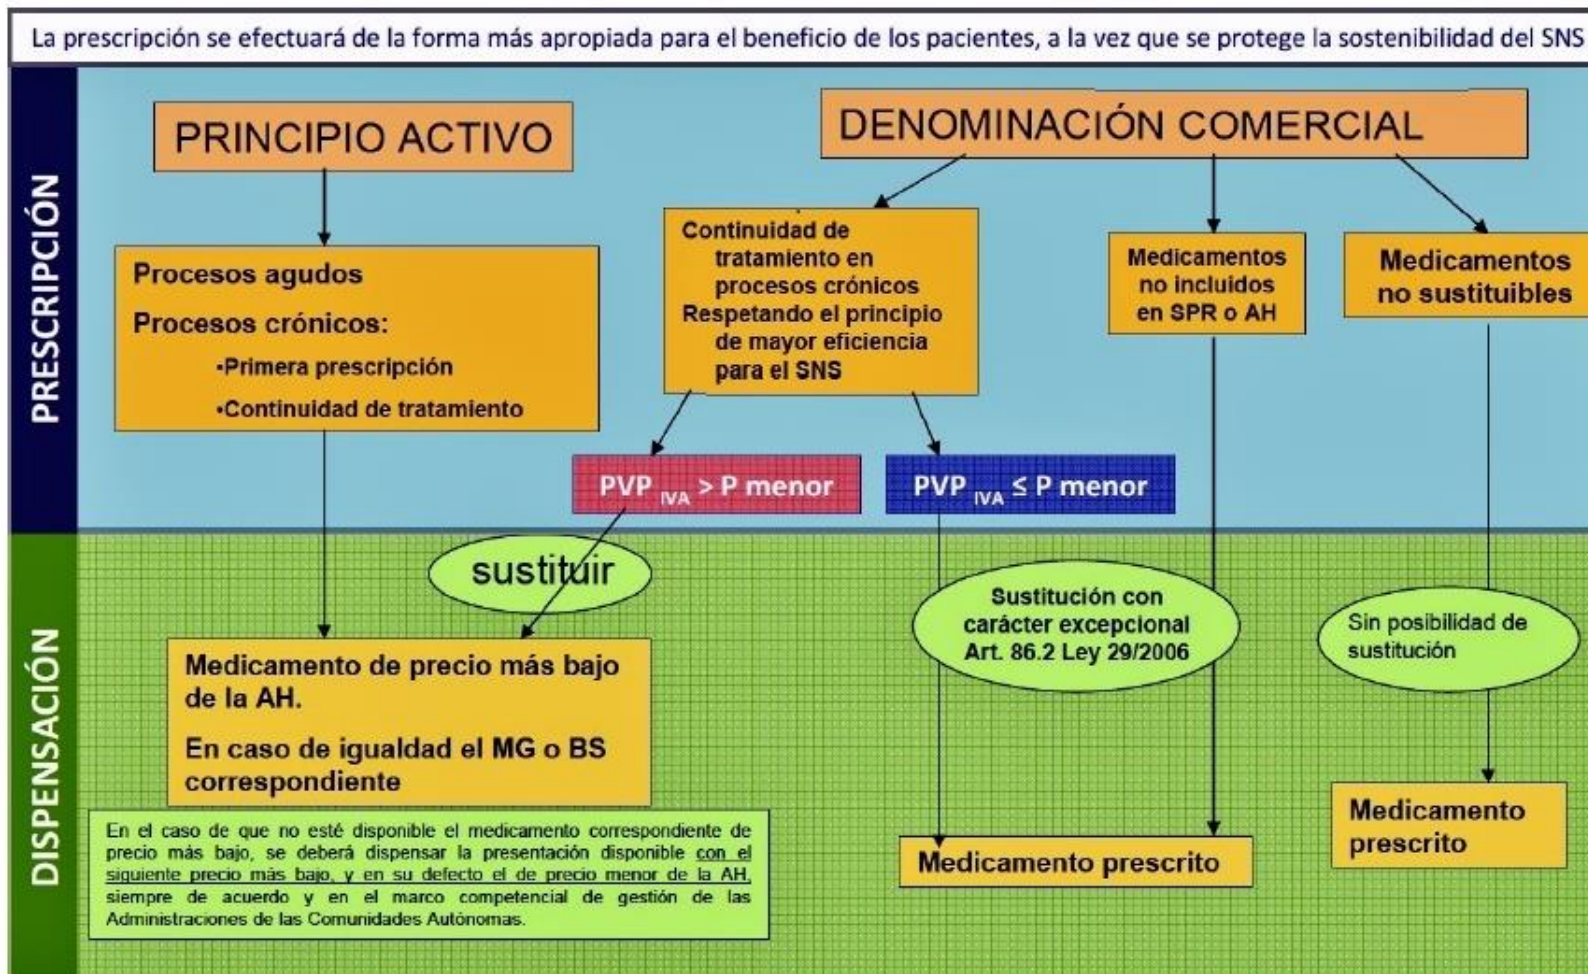 La prescripción se efectuará de la forma más apropiada para el beneficio de los pacientes, a la vez que se protege la sostenibilidad del SNS
PRESCRIPCIÓN
PRINCIPIO ACTIVO
DENOMINACIÓN COMERCIAL
Procesos agudos
Procesos crónicos:
•Primera prescripción
•Continuidad de tratamiento
Continuidad de
tratamiento en
procesos crónicos
Respetando el principio
de mayor eficiencia
para el SNS
Medicamentos
no incluidos
en SPR o AH
Medicamentos
no sustituibles
PVP IVA > P menor
PVP IVA ≤ P menor
DISPENSACIÓN
sustituir
Sustitución con
carácter excepcional
Art. 86.2 Ley 29/2006
Sin posibilidad de
sustitución
Medicamento de precio más bajo
de la AH.
En caso de igualdad el MG o BS
correspondiente
En el caso de que no esté disponible el medicamento correspondiente de
precio más bajo, se deberá dispensar la presentación disponible con el
siguiente precio más bajo, y en su defecto el de precio menor de la AH,
siempre de acuerdo y en el marco competencial de gestión de las
Administraciones de las Comunidades Autónomas.
Medicamento prescrito
Medicamento
prescrito